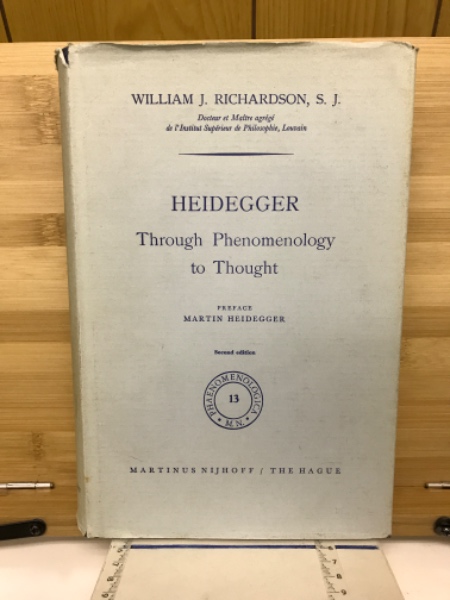 WILLIAM J. RICHARDSON, S. J.
Docteur et Maître agrégé
de l'Institut Supérieur de Philosophie, Louvain
HEIDEGGER
Through Phenomenology
to Thought
PREFACE
MARTIN HEIDEGGER
Second edition
PHAENOMENOLOGICA
13
M. N.
MARTINUS NIJHOFF / THE HAGUE